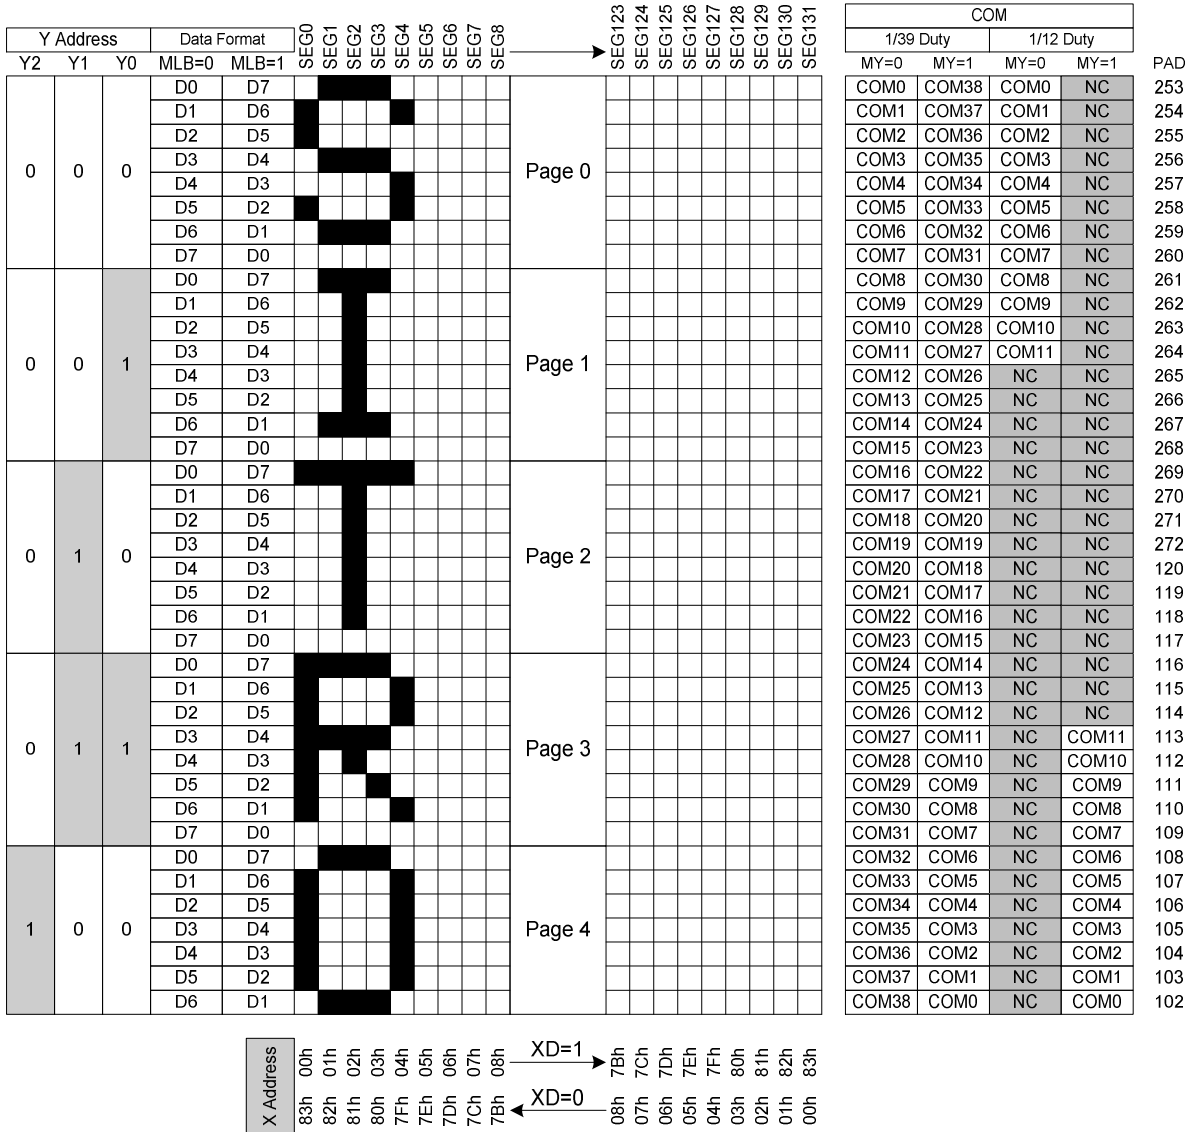 SEG0 SEG1 SEG2 SEG3 SEG4 SEG5 SEG6 SEG7 SEG8 SEG123 SEG124 SEG125 SEG126 SEG127 SEG128 SEG129 SEG130 SEG131
COM
Y Address Data Format 1/39 Duty 1/12 Duty
Y2 Y1 Y0 MLB=0 MLB=1 MY=0 MY=1 MY=0 MY=1 PAD
D0 D7 COM0 COM38 COM0 NC 253
D1 D6 COM1 COM37 COM1 NC 254
D2 D5 COM2 COM36 COM2 NC 255
D3 D4 COM3 COM35 COM3 NC 256
0 0 0 Page 0
D4 D3 COM4 COM34 COM4 NC 257
D5 D2 COM5 COM33 COM5 NC 258
D6 D1 COM6 COM32 COM6 NC 259
D7 D0 COM7 COM31 COM7 NC 260
D0 D7 COM8 COM30 COM8 NC 261
D1 D6 COM9 COM29 COM9 NC 262
D2 D5 COM10 COM28 COM10 NC 263
D3 D4 COM11 COM27 COM11 NC 264
0 0 1 Page 1
D4 D3 COM12 COM26 NC NC 265
D5 D2 COM13 COM25 NC NC 266
D6 D1 COM14 COM24 NC NC 267
D7 D0 COM15 COM23 NC NC 268
D0 D7 COM16 COM22 NC NC 269
D1 D6 COM17 COM21 NC NC 270
D2 D5 COM18 COM20 NC NC 271
D3 D4 COM19 COM19 NC NC 272
0 1 0 Page 2
D4 D3 COM20 COM18 NC NC 120
D5 D2 COM21 COM17 NC NC 119
D6 D1 COM22 COM16 NC NC 118
D7 D0 COM23 COM15 NC NC 117
D0 D7 COM24 COM14 NC NC 116
D1 D6 COM25 COM13 NC NC 115
D2 D5 COM26 COM12 NC NC 114
D3 D4 COM27 COM11 NC COM11 113
0 1 1 Page 3
D4 D3 COM28 COM10 NC COM10 112
D5 D2 COM29 COM9 NC COM9 111
D6 D1 COM30 COM8 NC COM8 110
D7 D0 COM31 COM7 NC COM7 109
D0 D7 COM32 COM6 NC COM6 108
D1 D6 COM33 COM5 NC COM5 107
D2 D5 COM34 COM4 NC COM4 106
1 0 0 D3 D4 Page 4 COM35 COM3 NC COM3 105
D4 D3 COM36 COM2 NC COM2 104
D5 D2 COM37 COM1 NC COM1 103
D6 D1 COM38 COM0 NC COM0 102
X Address
00h 01h 02h 03h 04h 05h 06h 07h 08h XD=1 7Bh 7Ch 7Dh 7Eh 7Fh 80h 81h 82h 83h
83h 82h 81h 80h 7Fh 7Eh 7Dh 7Ch 7Bh XD=0 08h 07h 06h 05h 04h 03h 02h 01h 00h